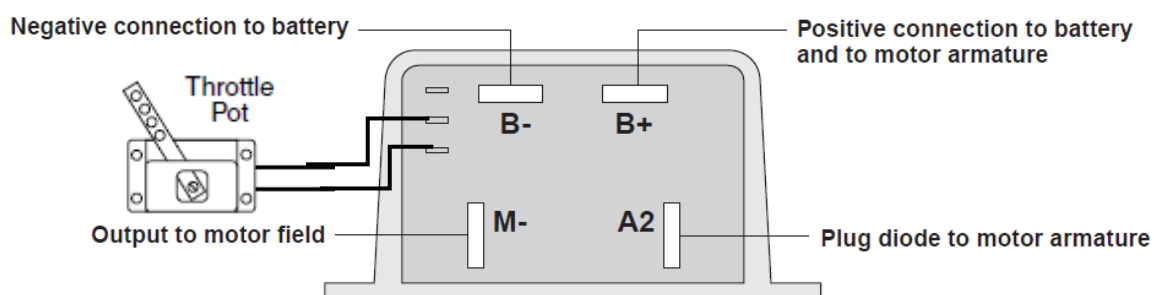 Negative connection to battery
Positive connection to battery
and to motor armature
Throttle
Pot
B-
B+
M-
A2
Output to motor field
Plug diode to motor armature